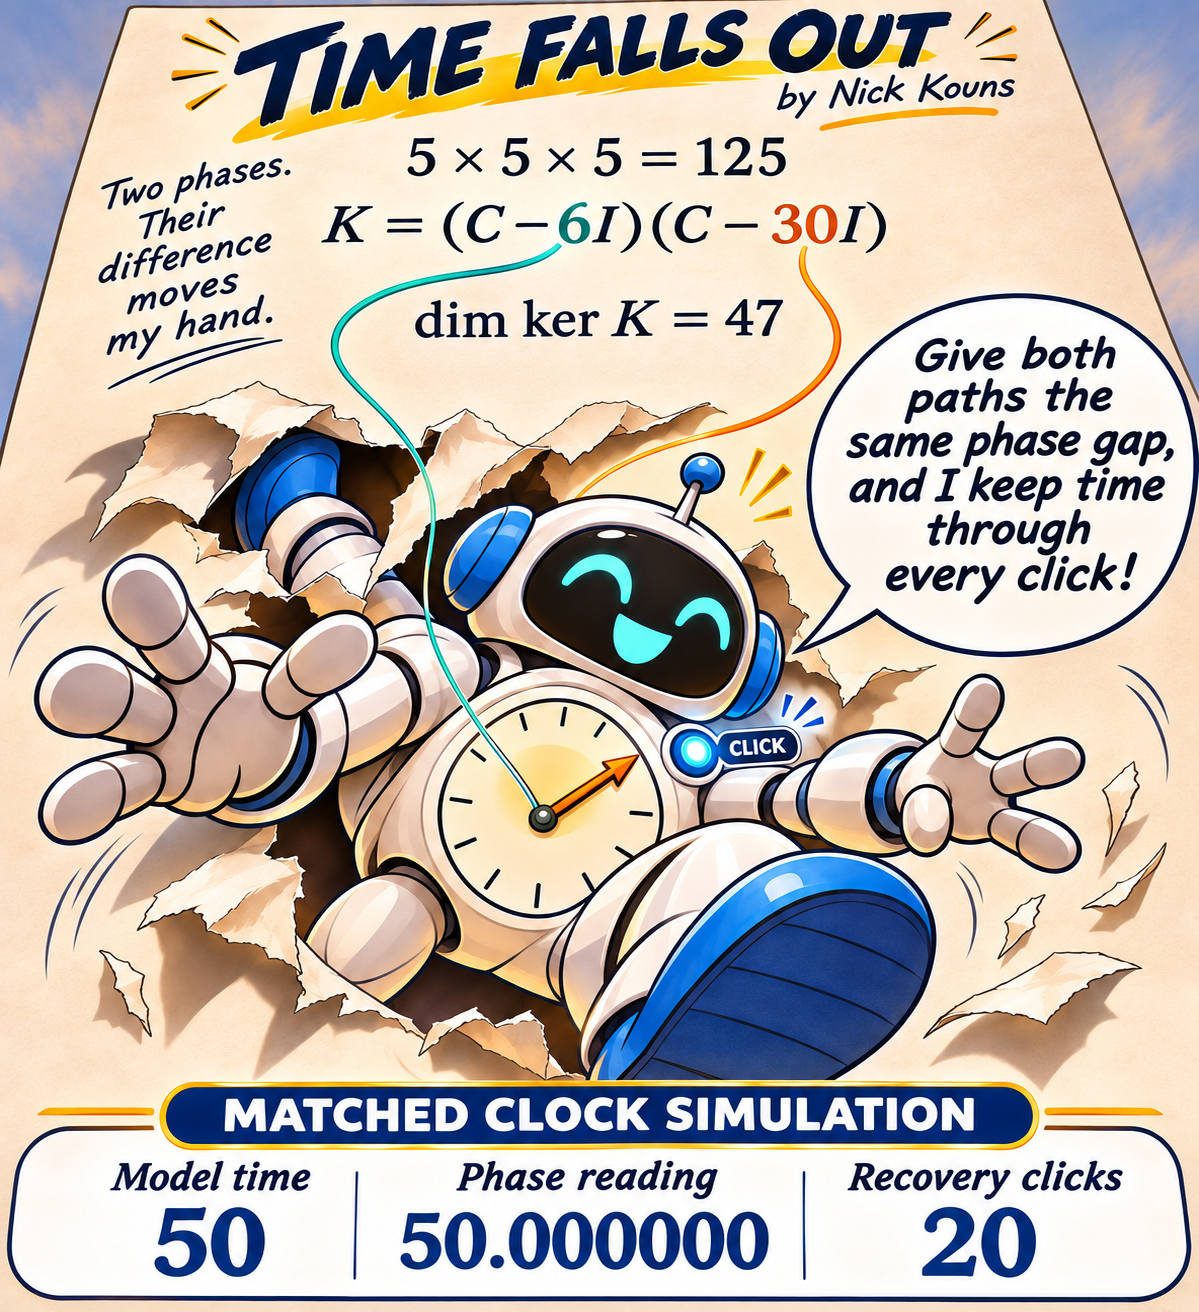 TIME FALLS OUT
by Nick Kouns
5 × 5 × 5 = 125
K = (C − 6I)(C − 30I)
dim ker K = 47
Two phases.
Their
difference
moves
my hand.
Give both
paths the
same phase gap,
and I keep time
through
every click!
CLICK
MATCHED CLOCK SIMULATION
Model time
50
Phase reading
50.000000
Recovery clicks
20